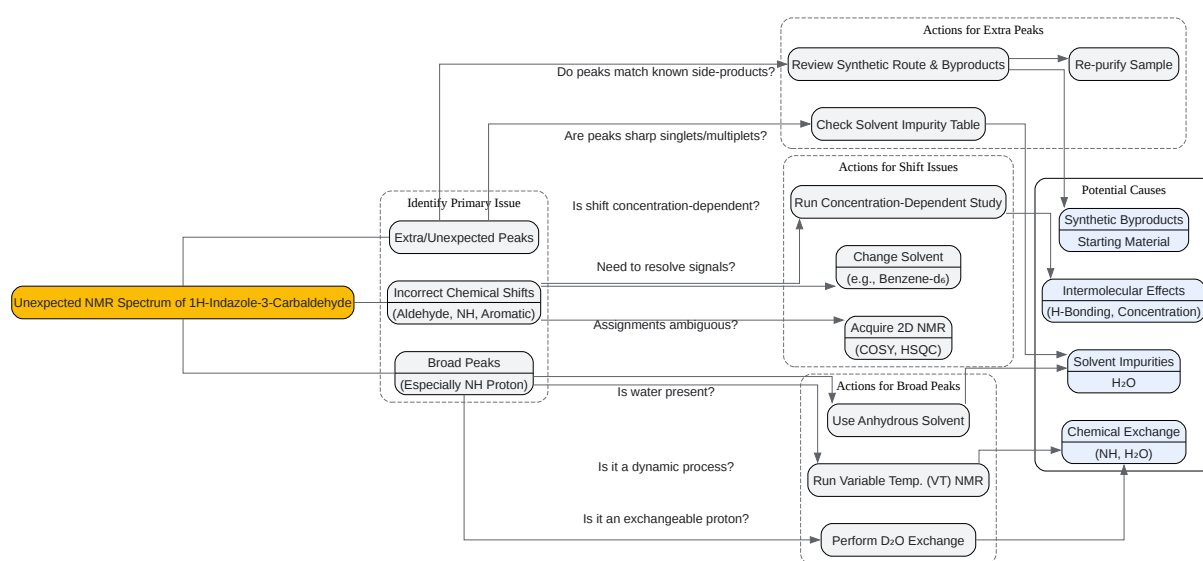 Actions for Extra Peaks
Do peaks match known side-products?
Review Synthetic Route & Byproducts
Re-purify Sample
Are peaks sharp singlets/multiplets?
Check Solvent Impurity Table
Actions for Shift Issues
Identify Primary Issue
Is shift concentration-dependent?
Run Concentration-Dependent Study
Potential Causes
Synthetic Byproducts
Starting Material
Extra/Unexpected Peaks
Need to resolve signals?
Change Solvent
(e.g., Benzene-d₆)
Unexpected NMR Spectrum of 1H-Indazole-3-Carbaldehyde
Incorrect Chemical Shifts
(Aldehyde, NH, Aromatic)
Intermolecular Effects
(H-Bonding, Concentration)
Assignments ambiguous?
Acquire 2D NMR
(COSY, HSQC)
Broad Peaks
(Especially NH Proton)
Solvent Impurities
H₂O
Actions for Broad Peaks
Is water present?
Use Anhydrous Solvent
Chemical Exchange
(NH, H₂O)
Is it a dynamic process?
Run Variable Temp. (VT) NMR
Is it an exchangeable proton?
Perform D₂O Exchange